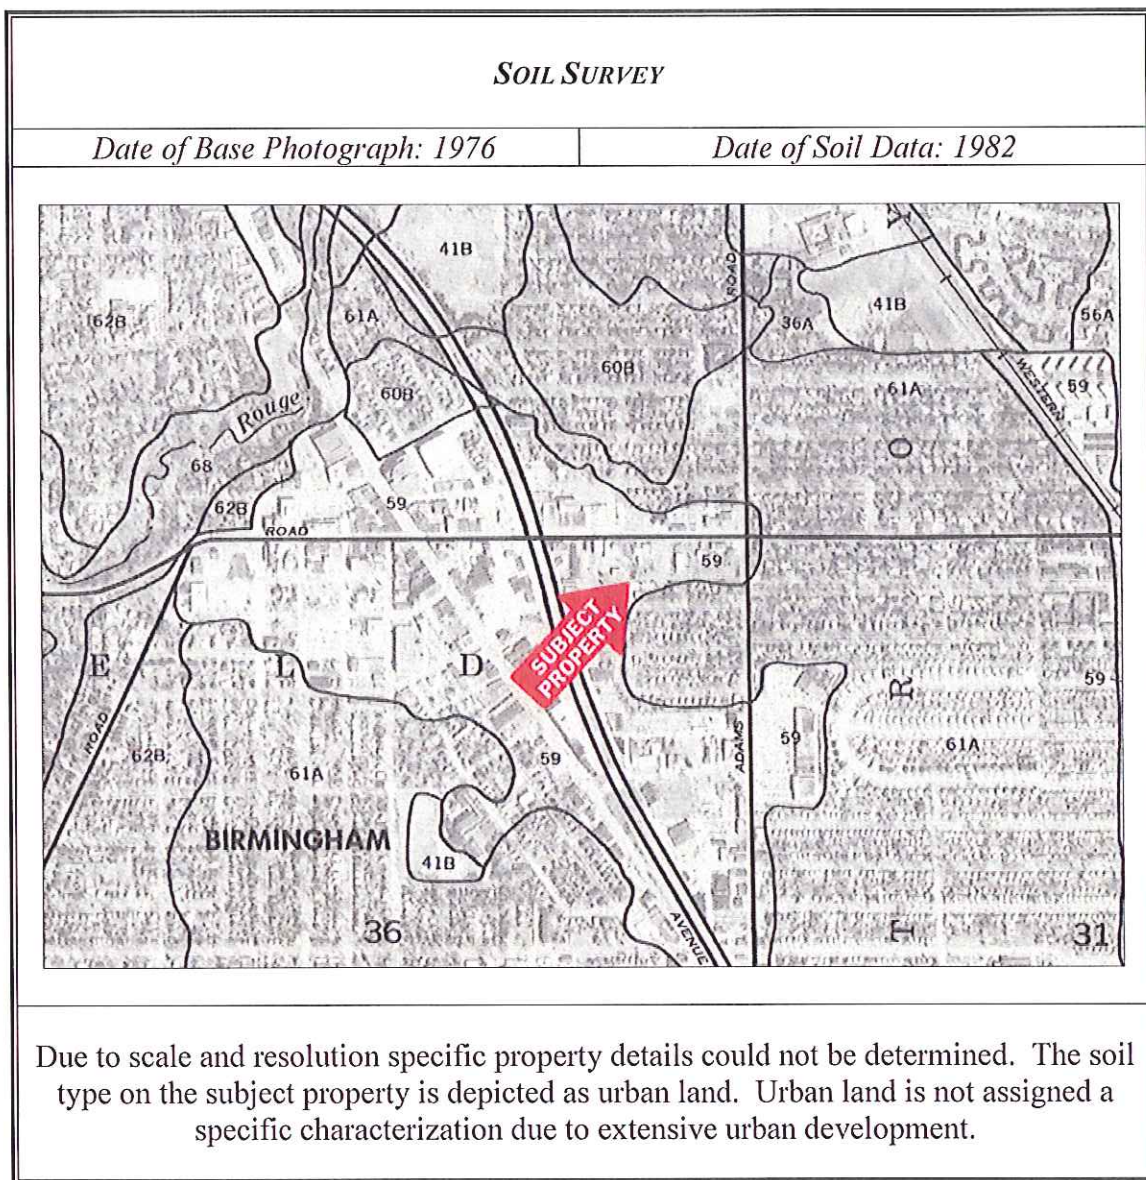 SOIL SURVEY
Date of Base Photograph: 1976
Date of Soil Data: 1982
Y
41B
ROAD
41B
62B
61A
36A
56A
60B
WESTERN
60B
61A
59
Rouge
O
68
59
62B
ROAD
59
SUBJECT
PROPERTY
E
L
D
R
59
ROAD
ADAMS
59
62B
61A
59
61A
BIRMINGHAM
41B
36
AVENUE
T
31
Due to scale and resolution specific property details could not be determined. The soil
type on the subject property is depicted as urban land. Urban land is not assigned a
specific characterization due to extensive urban development.